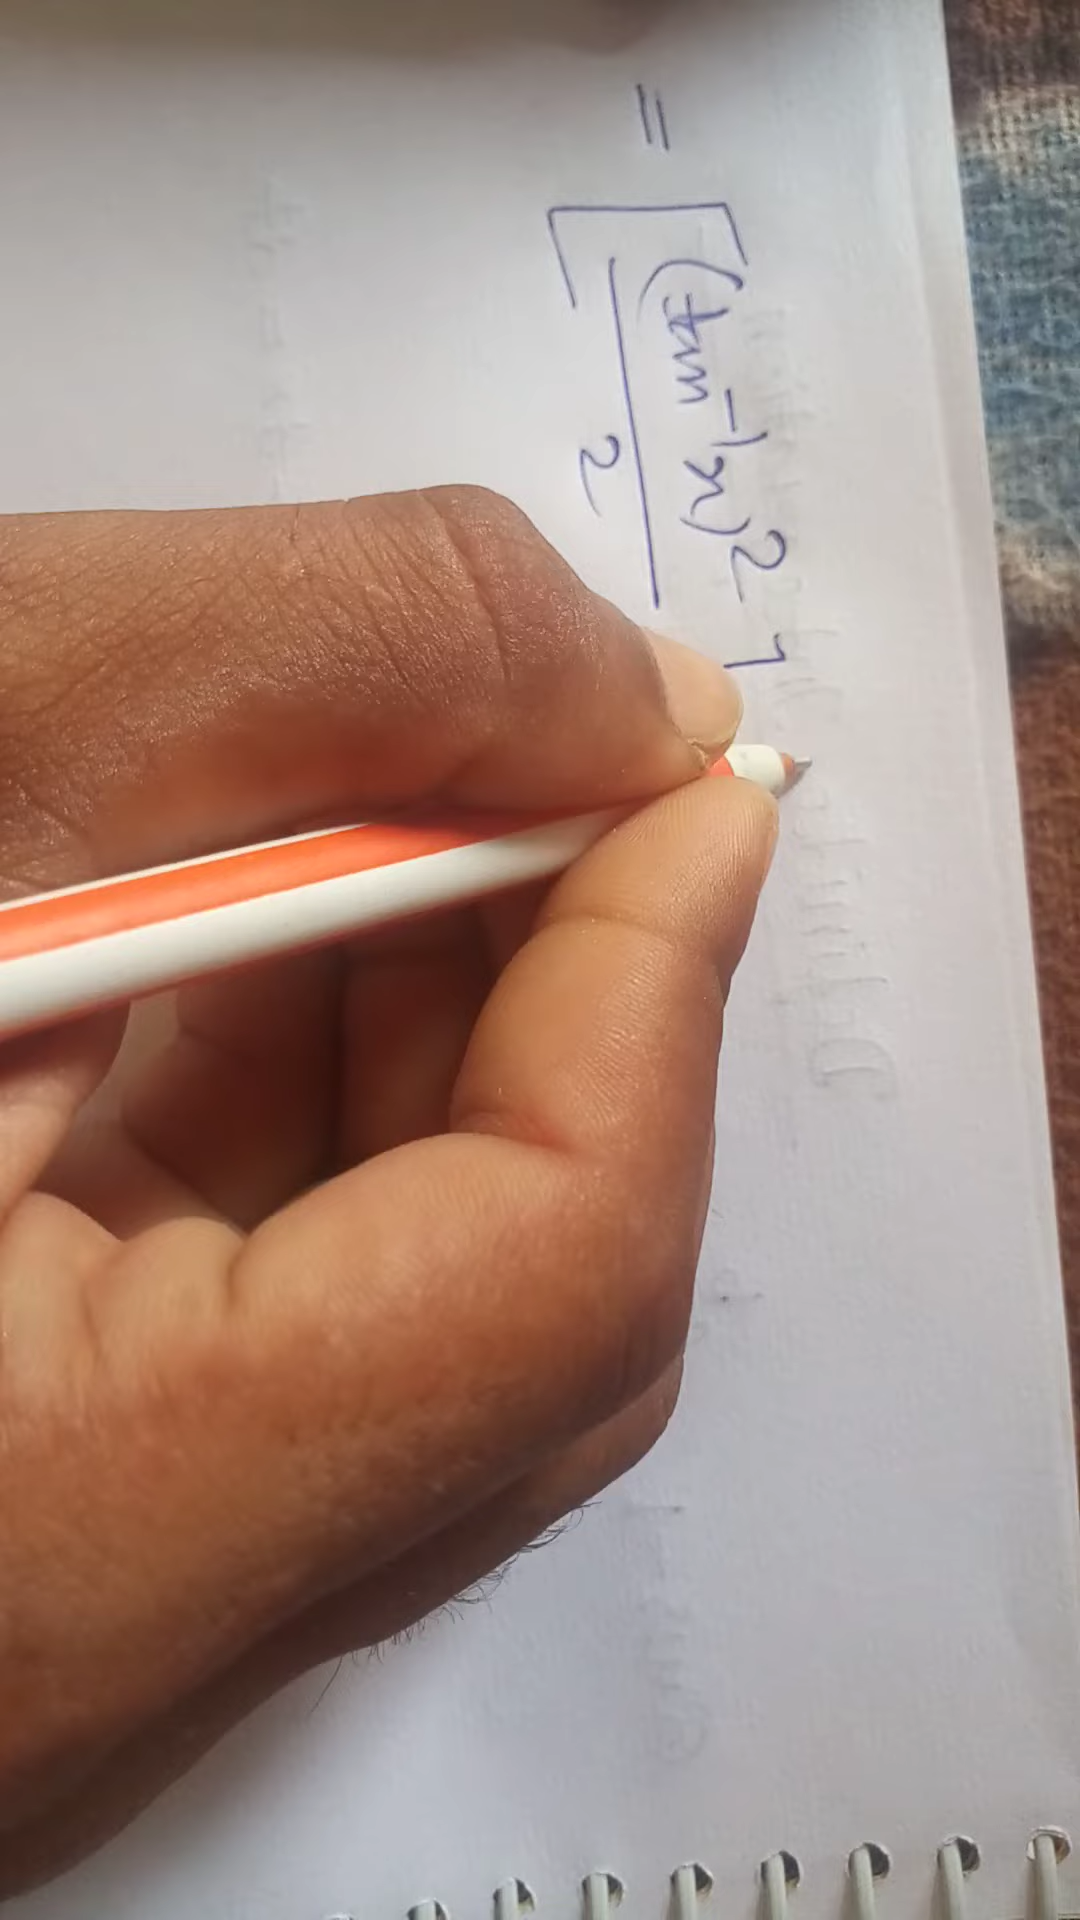 = [(tan⁻¹x)²
2